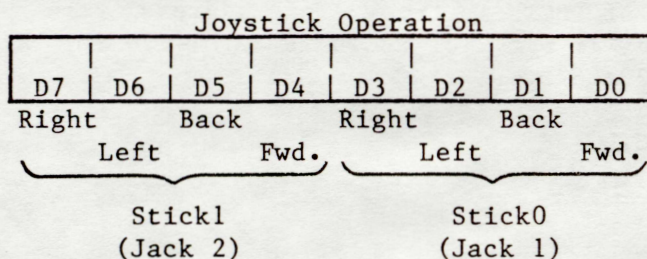 Joystick Operation
D7 D6 D5 D4 D3 D2 D1 D0
Right Back Right Back
Left Fwd. Left Fwd.
Stick1 Stick0
(Jack 2) (Jack 1)